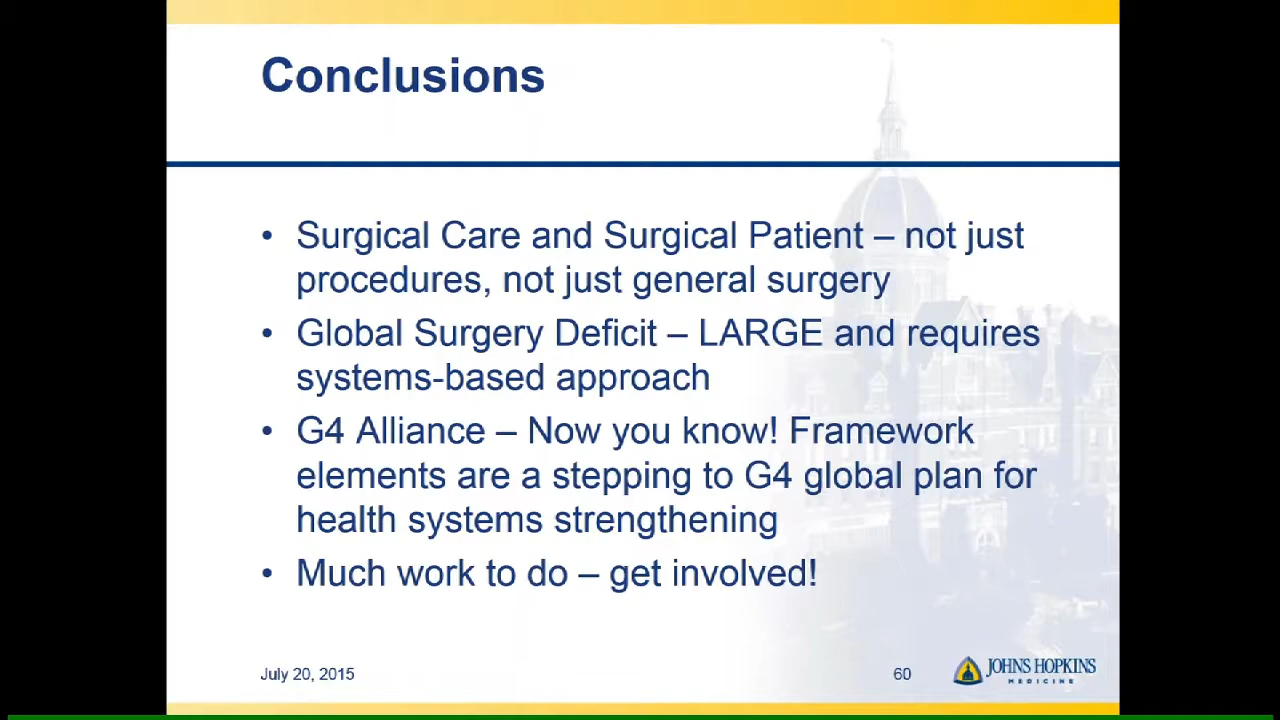 Conclusions
• Surgical Care and Surgical Patient – not just
procedures, not just general surgery
• Global Surgery Deficit – LARGE and requires
systems-based approach
• G4 Alliance – Now you know! Framework
elements are a stepping to G4 global plan for
health systems strengthening
• Much work to do – get involved!
July 20, 2015
60
JOHNS HOPKINS
MEDICINE